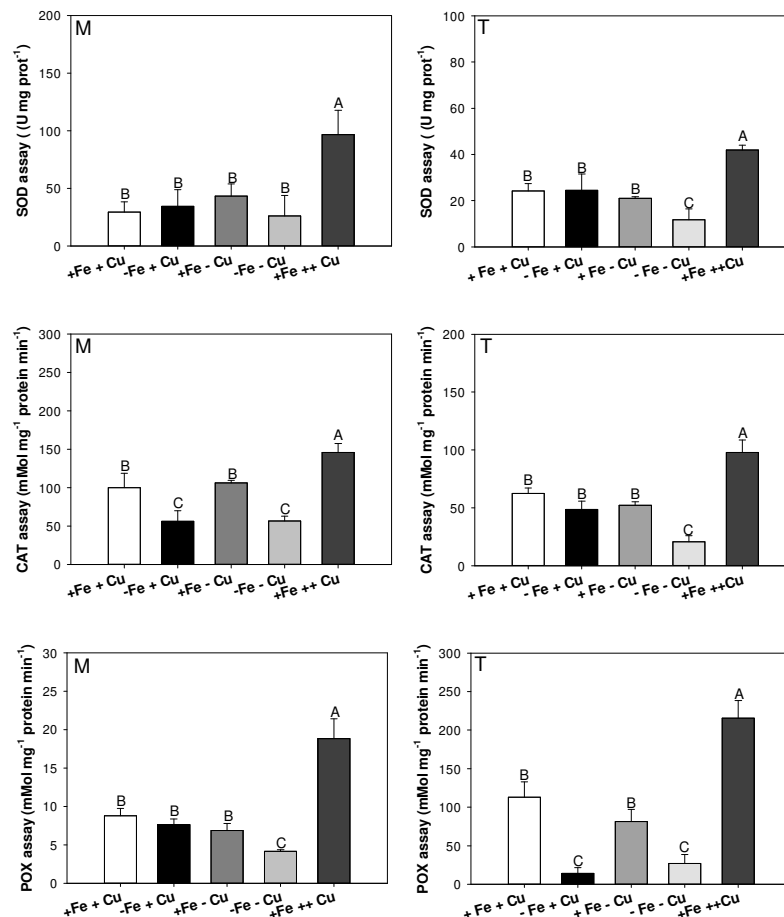 M
200
150
100
50
0
SOD assay ( (U mg prot-1)
B
B
B
B
A
+Fe + Cu
-Fe + Cu
+Fe - Cu
-Fe - Cu
+Fe ++ Cu
T
100
80
60
40
20
0
SOD assay ( (U mg prot-1)
B
B
B
C
A
+ Fe + Cu
- Fe + Cu
+ Fe - Cu
- Fe - Cu
+Fe ++Cu
M
300
250
200
150
100
50
0
CAT assay (mMol mg-1 protein min-1)
B
C
B
C
A
+Fe + Cu
-Fe + Cu
+Fe - Cu
-Fe - Cu
+Fe ++ Cu
T
200
150
100
50
0
CAT assay (mMol mg-1 protein min-1)
B
B
B
C
A
+ Fe + Cu
- Fe + Cu
+ Fe - Cu
- Fe - Cu
+Fe ++Cu
M
30
25
20
15
10
5
0
POX assay (mMol mg-1 protein min-1)
B
B
B
C
A
+Fe + Cu
-Fe + Cu
+Fe - Cu
-Fe - Cu
+Fe ++ Cu
T
300
250
200
150
100
50
0
POX assay (mMol mg-1 protein min-1)
B
C
B
C
A
+ Fe + Cu
- Fe + Cu
+ Fe - Cu
- Fe - Cu
+Fe ++Cu